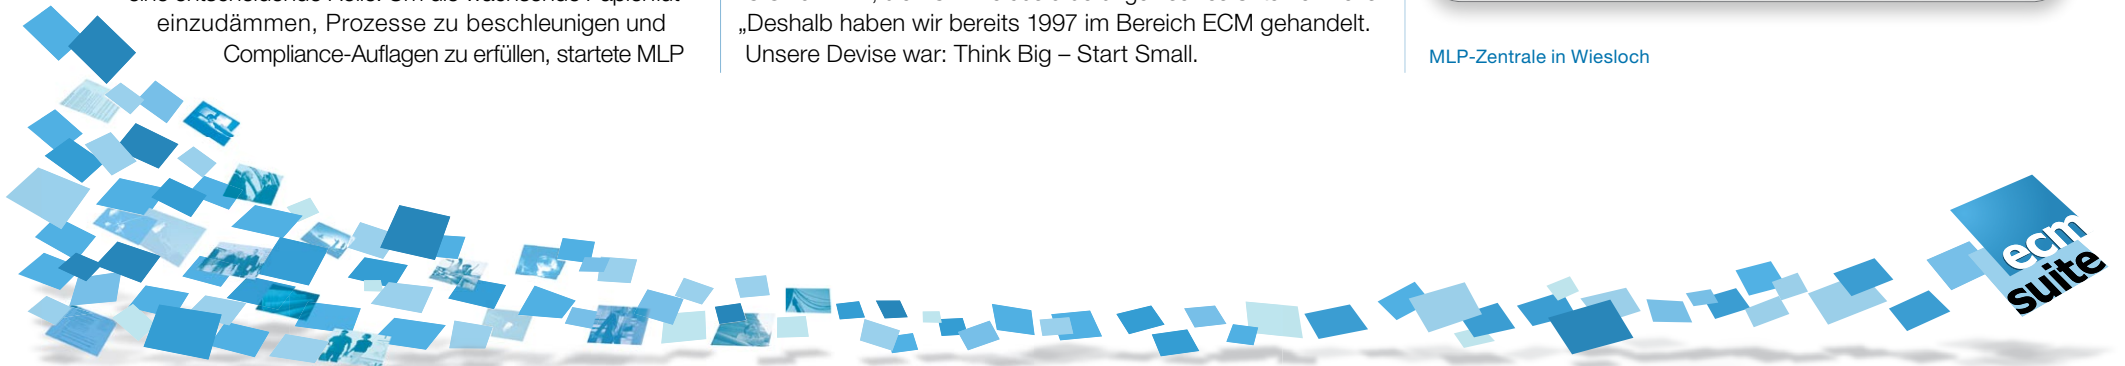 einzudämmen, Prozesse zu beschleunigen und
Compliance-Auflagen zu erfüllen, startete MLP
„Deshalb haben wir bereits 1997 im Bereich ECM gehandelt.
Unsere Devise war: Think Big – Start Small.
MLP-Zentrale in Wiesloch
ecm
suite